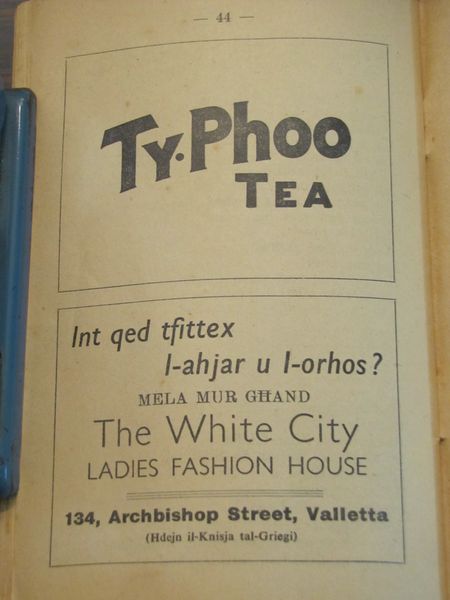 — 44 —
TY·PHOO
TEA
Int qed tfittex
l-ahjar u l-orhos?
MELA MUR GĦAND
The White City
LADIES FASHION HOUSE
134, Archbishop Street, Valletta
(Hdejn il-Knisja tal-Griegi)